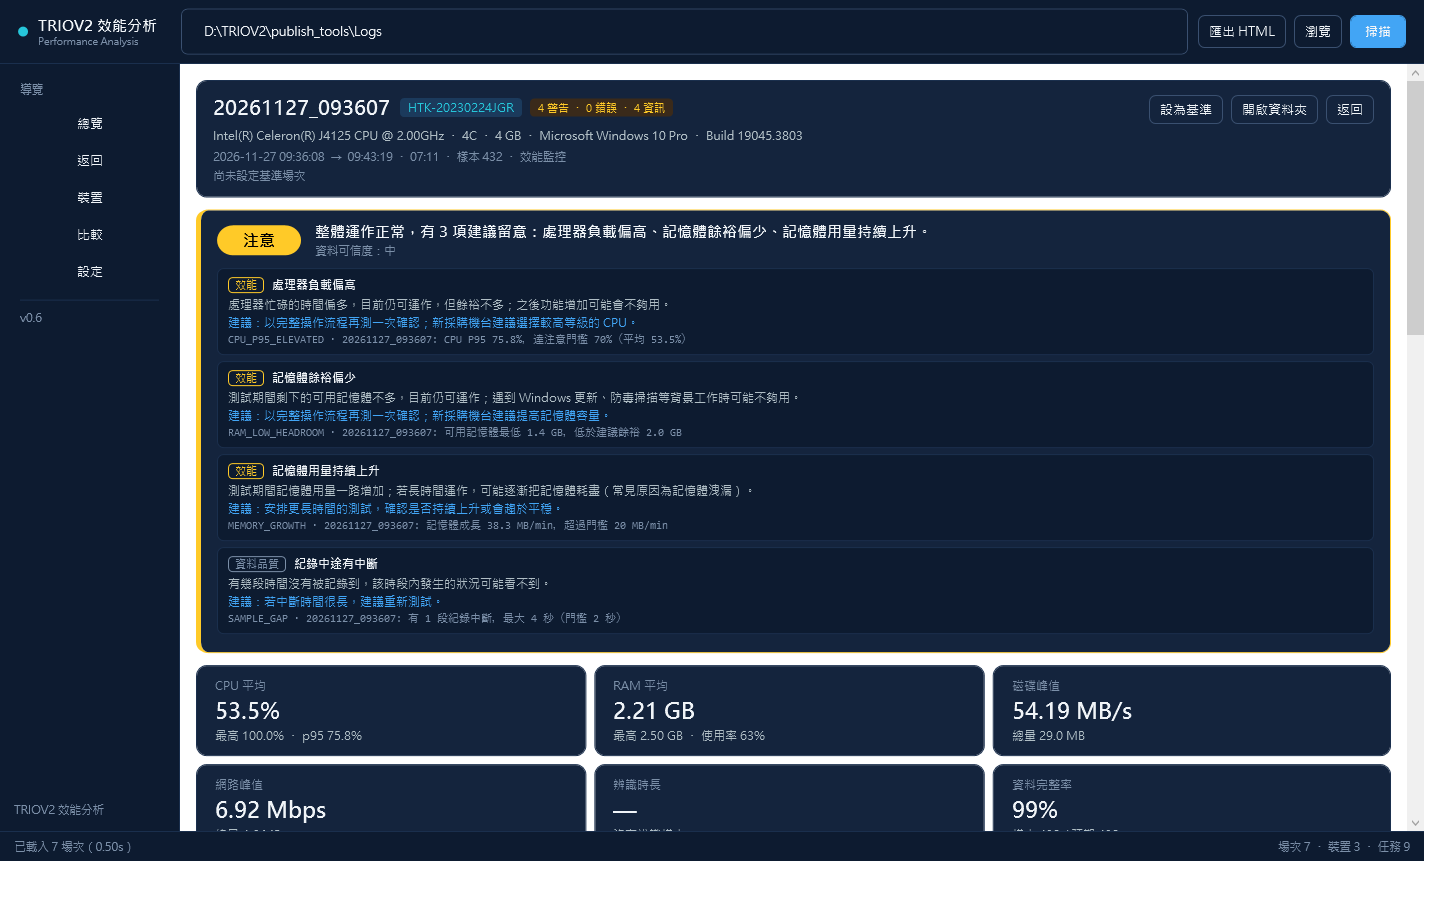 TRIOV2 效能分析
Performance Analysis
D:\TRIOV2\publish_tools\Logs
匯出 HTML
瀏覽
掃描
導覽
總覽
返回
裝置
比較
設定
v0.6
TRIOV2 效能分析
20261127_093607
HTK-20230224JGR
4 警告 · 0 錯誤 · 4 資訊
設為基準
開啟資料夾
返回
Intel(R) Celeron(R) J4125 CPU @ 2.00GHz · 4C · 4 GB · Microsoft Windows 10 Pro · Build 19045.3803
2026-11-27 09:36:08 → 09:43:19 · 07:11 · 樣本 432 · 效能監控
尚未設定基準場次
注意
整體運作正常，有 3 項建議留意：處理器負載偏高、記憶體餘裕偏少、記憶體用量持續上升。
資料可信度：中
效能 處理器負載偏高
處理器忙碌的時間偏多，目前仍可運作，但餘裕不多；之後功能增加可能會不夠用。
建議：以完整操作流程再測一次確認；新採購機台建議選擇較高等級的 CPU。
CPU_P95_ELEVATED · 20261127_093607: CPU P95 75.8%，達注意門檻 70%（平均 53.5%）
效能 記憶體餘裕偏少
測試期間剩下的可用記憶體不多，目前仍可運作；遇到 Windows 更新、防毒掃描等背景工作時可能不夠用。
建議：以完整操作流程再測一次確認；新採購機台建議提高記憶體容量。
RAM_LOW_HEADROOM · 20261127_093607: 可用記憶體最低 1.4 GB，低於建議餘裕 2.0 GB
效能 記憶體用量持續上升
測試期間記憶體用量一路增加；若長時間運作，可能逐漸把記憶體耗盡（常見原因為記憶體洩漏）。
建議：安排更長時間的測試，確認是否持續上升或會趨於平穩。
MEMORY_GROWTH · 20261127_093607: 記憶體成長 38.3 MB/min，超過門檻 20 MB/min
資料品質 紀錄中途有中斷
有幾段時間沒有被記錄到，該時段內發生的狀況可能看不到。
建議：若中斷時間很長，建議重新測試。
SAMPLE_GAP · 20261127_093607: 有 1 段紀錄中斷，最大 4 秒（門檻 2 秒）
CPU 平均
53.5%
最高 100.0% · p95 75.8%
RAM 平均
2.21 GB
最高 2.50 GB · 使用率 63%
磁碟峰值
54.19 MB/s
總量 29.0 MB
網路峰值
6.92 Mbps
辨識時長
—
資料完整率
99%
已載入 7 場次（0.50s）
場次 7 · 裝置 3 · 任務 9